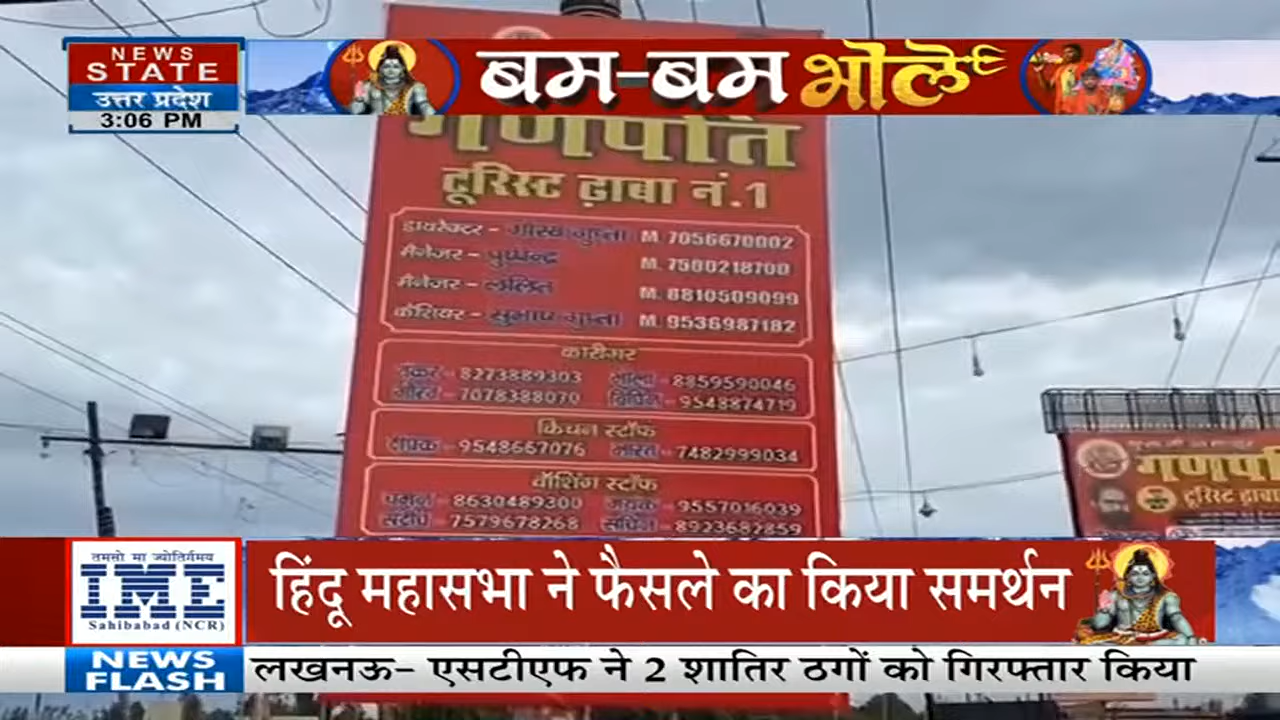 NEWS
STATE
उत्तर प्रदेश
3:06 PM
बम-बम भोले
गणपति
टूरिस्ट ढ़ाबा नं.1
डायरेक्टर - गुप्ता M. 7056670002
मैनेजर - पुष्पेन्द्र M. 7500218700
मैनेजर - ललित M. 8810509099
कैशियर - सुभाष गुप्ता M. 9536987182
कारीगर
8273889303 8859590046
7078388070 विपिन - 9548874719
किचन स्टॉफ
9548667076 7482999034
वॉशिंग स्टॉफ
8630489300 9557016039
7579678268 8923682859
गणपति
टूरिस्ट ढ़ाबा
तमसो मा ज्योतिर्गमय
IME
Sahibabad (NCR)
हिंदू महासभा ने फैसले का किया समर्थन
NEWS
FLASH
लखनऊ- एसटीएफ ने 2 शातिर ठगों को गिरफ्तार किया